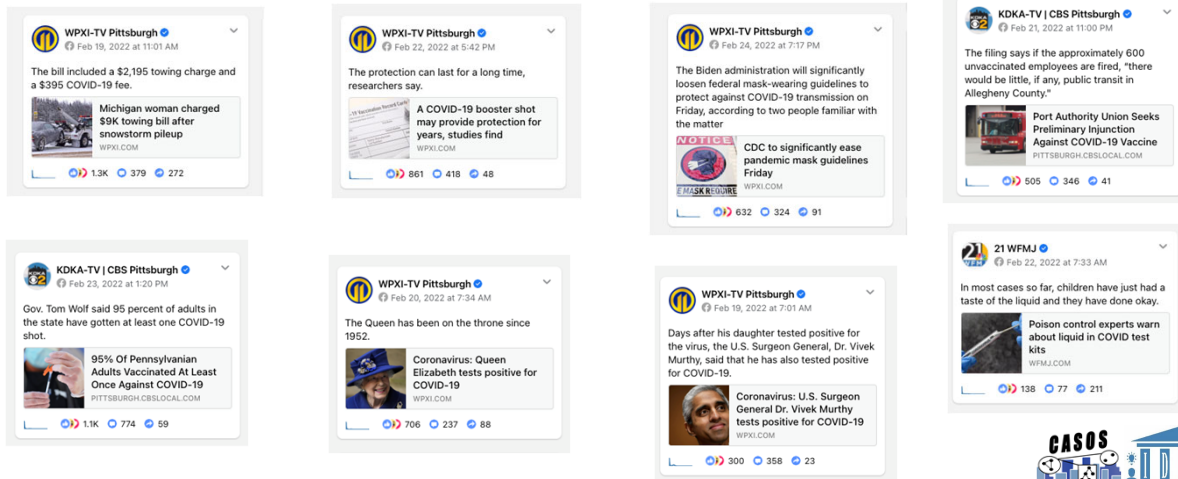 WPXI-TV Pittsburgh
Feb 19, 2022 at 11:01 AM
The bill included a $2,195 towing charge and
a $395 COVID-19 fee.
Michigan woman charged
$9K towing bill after
snowstorm pileup
WPXI.COM
1.3K 379 272
WPXI-TV Pittsburgh
Feb 22, 2022 at 5:42 PM
The protection can last for a long time,
researchers say.
A COVID-19 booster shot
may provide protection for
years, studies find
WPXI.COM
861 418 48
WPXI-TV Pittsburgh
Feb 24, 2022 at 7:17 PM
The Biden administration will significantly
loosen federal mask-wearing guidelines to
protect against COVID-19 transmission on
Friday, according to two people familiar with
the matter
NOTICE
E MASK REQUIRE
CDC to significantly ease
pandemic mask guidelines
Friday
WPXI.COM
632 324 91
KDKA-TV | CBS Pittsburgh
Feb 21, 2022 at 11:00 PM
The filing says if the approximately 600
unvaccinated employees are fired, "there
would be little, if any, public transit in
Allegheny County."
Port Authority Union Seeks
Preliminary Injunction
Against COVID-19 Vaccine
PITTSBURGH.CBSLOCAL.COM
505 346 41
KDKA-TV | CBS Pittsburgh
Feb 23, 2022 at 1:20 PM
Gov. Tom Wolf said 95 percent of adults in
the state have gotten at least one COVID-19
shot.
95% Of Pennsylvanian
Adults Vaccinated At Least
Once Against COVID-19
PITTSBURGH.CBSLOCAL.COM
1.1K 774 59
WPXI-TV Pittsburgh
Feb 20, 2022 at 7:34 AM
The Queen has been on the throne since
1952.
Coronavirus: Queen
Elizabeth tests positive for
COVID-19
WPXI.COM
706 237 88
WPXI-TV Pittsburgh
Feb 19, 2022 at 7:01 AM
Days after his daughter tested positive for
the virus, the U.S. Surgeon General, Dr. Vivek
Murthy, said that he has also tested positive
for COVID-19.
Coronavirus: U.S. Surgeon
General Dr. Vivek Murthy
tests positive for COVID-19
WPXI.COM
300 358 23
21 WFMJ
Feb 22, 2022 at 7:33 AM
In most cases so far, children have just had a
taste of the liquid and they have done okay.
Poison control experts warn
about liquid in COVID test
kits
WFMJ.COM
138 77 211
CASOS